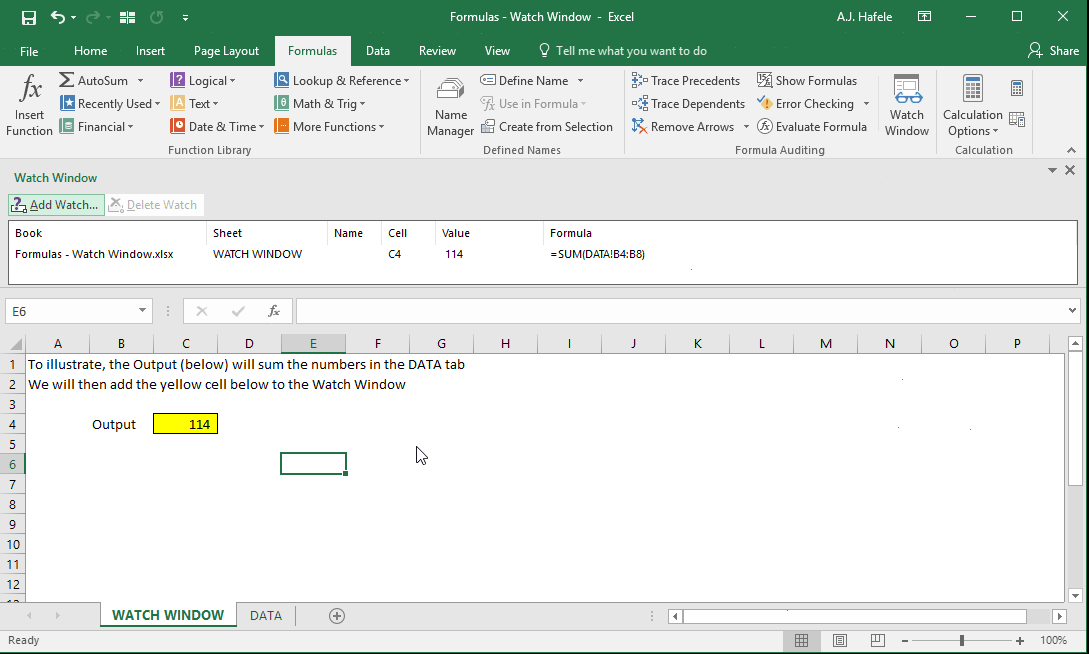 Formulas - Watch Window - Excel
A.J. Hafele
File Home Insert Page Layout Formulas Data Review View Tell me what you want to do Share
fx Insert Function
AutoSum
Recently Used
Financial
Logical
Text
Date & Time
Lookup & Reference
Math & Trig
More Functions
Function Library
Name Manager
Define Name
Use in Formula
Create from Selection
Defined Names
Trace Precedents
Trace Dependents
Remove Arrows
Show Formulas
Error Checking
Evaluate Formula
Formula Auditing
Watch Window
Calculation Options
Calculation
Watch Window
Add Watch... Delete Watch
Book Sheet Name Cell Value Formula
Formulas - Watch Window.xlsx WATCH WINDOW C4 114 =SUM(DATA!B4:B8)
E6 fx
A B C D E F G H I J K L M N O P
1 To illustrate, the Output (below) will sum the numbers in the DATA tab
2 We will then add the yellow cell below to the Watch Window
3
4 Output 114
5
6
7
8
9
10
11
12
WATCH WINDOW DATA
Ready 100%